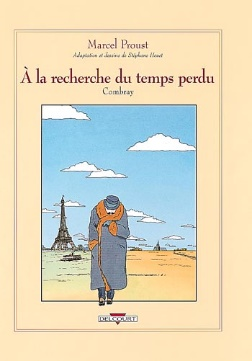 Marcel Proust
Adaptation et dessins de Stéphane Heuet
À la recherche du temps perdu
Combray
DELCOURT